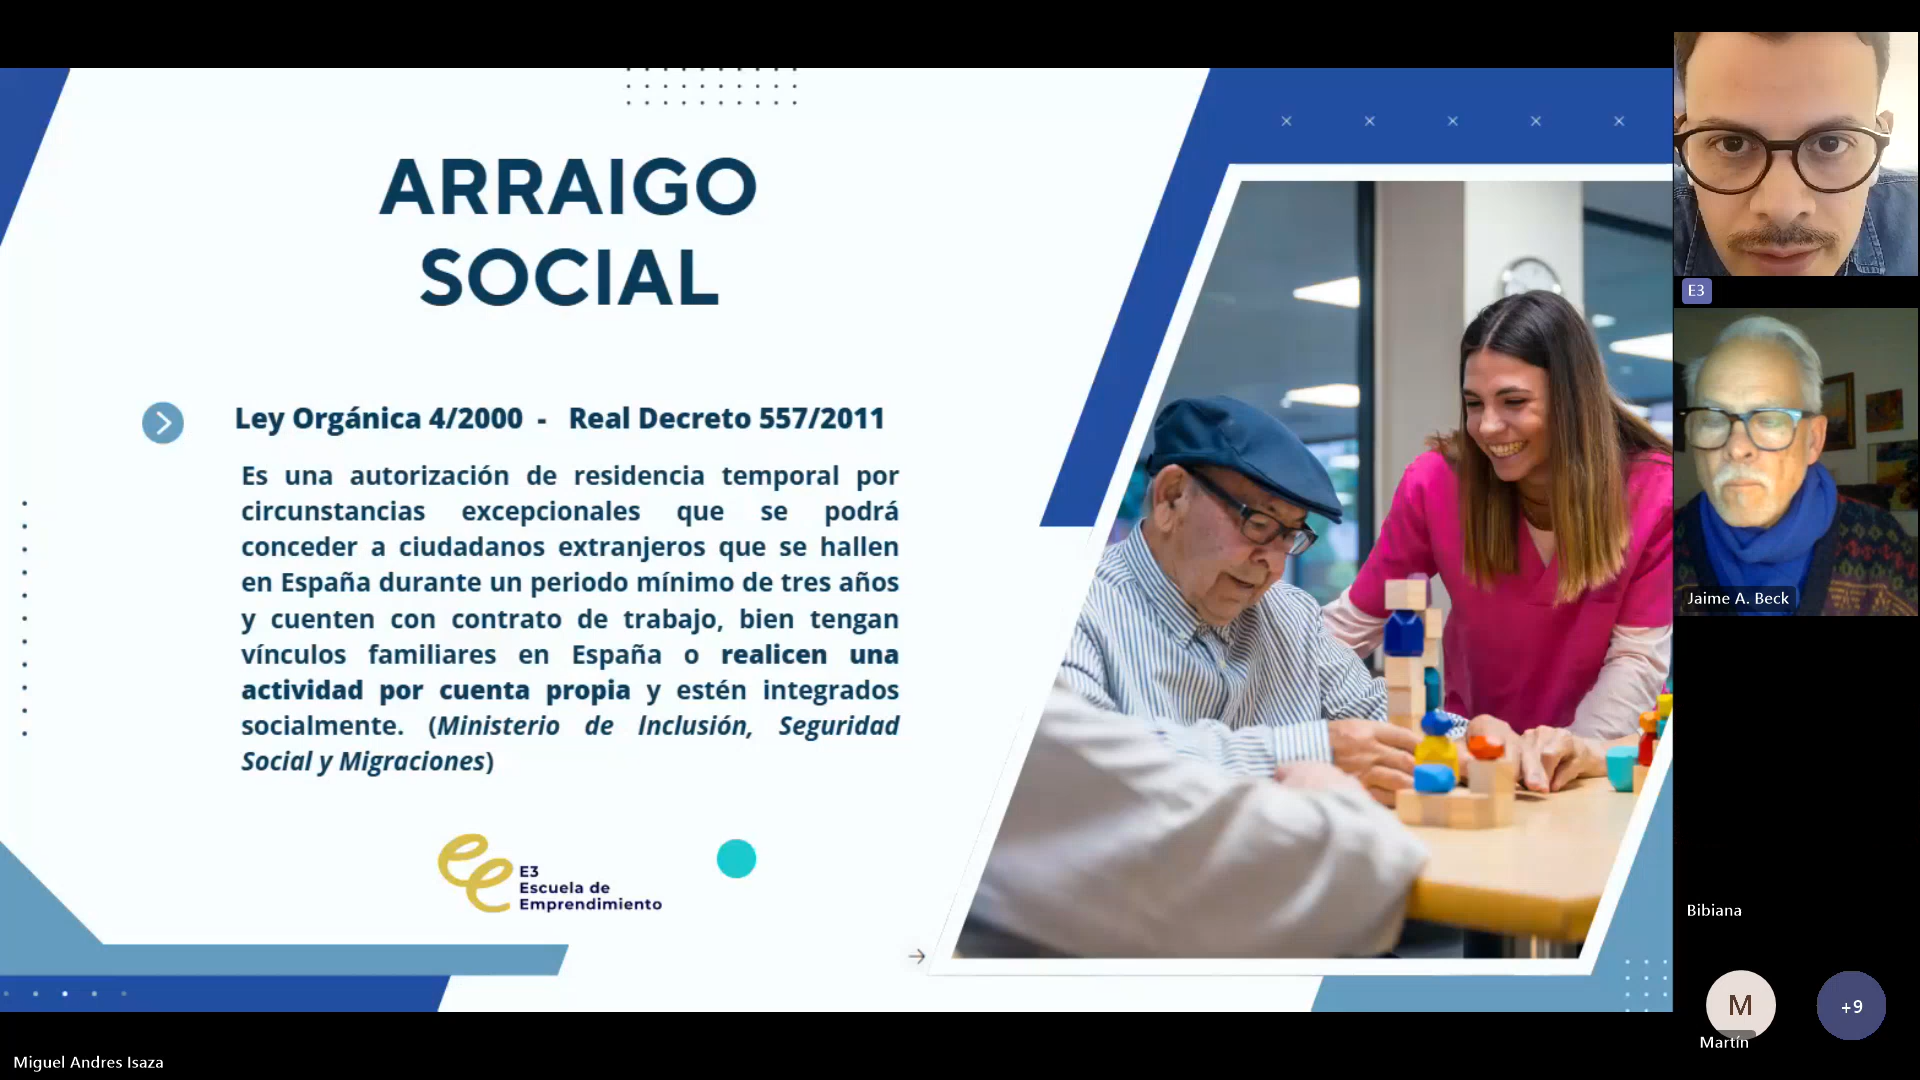 ARRAIGO
SOCIAL
Ley Orgánica 4/2000 - Real Decreto 557/2011
Es una autorización de residencia temporal por
circunstancias excepcionales que se podrá
conceder a ciudadanos extranjeros que se hallen
en España durante un periodo mínimo de tres años
y cuenten con contrato de trabajo, bien tengan
vínculos familiares en España o realicen una
actividad por cuenta propia y estén integrados
socialmente. (Ministerio de Inclusión, Seguridad
Social y Migraciones)
E3
Escuela de
Emprendimiento
E3
Jaime A. Beck
Bibiana
M
+9
Martín
Miguel Andres Isaza